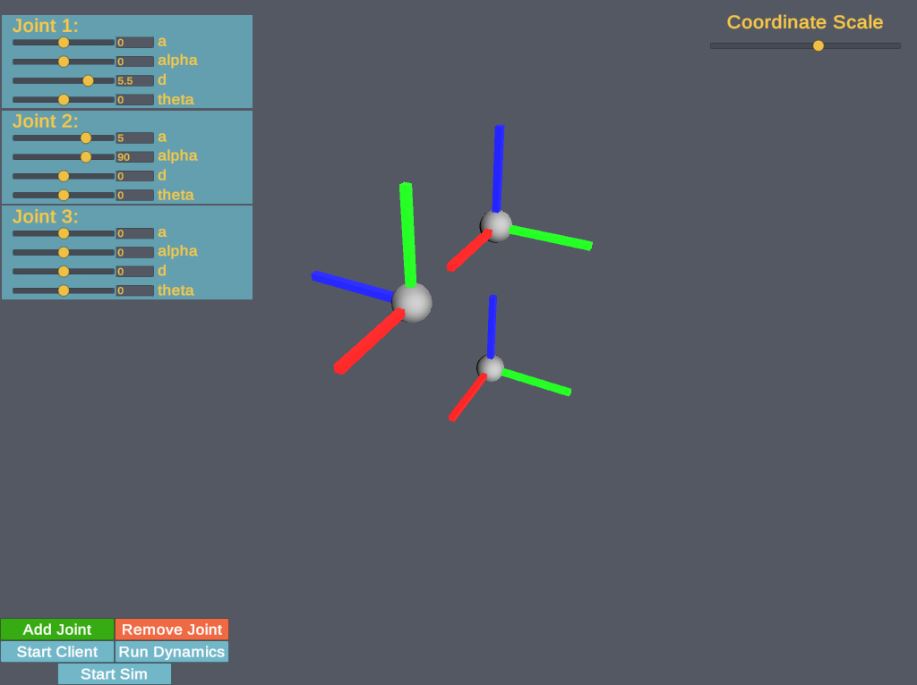 Joint 1:
0 a
0 alpha
5.5 d
0 theta
Joint 2:
5 a
90 alpha
0 d
0 theta
Joint 3:
0 a
0 alpha
0 d
0 theta
Coordinate Scale
Add Joint Remove Joint
Start Client Run Dynamics
Start Sim